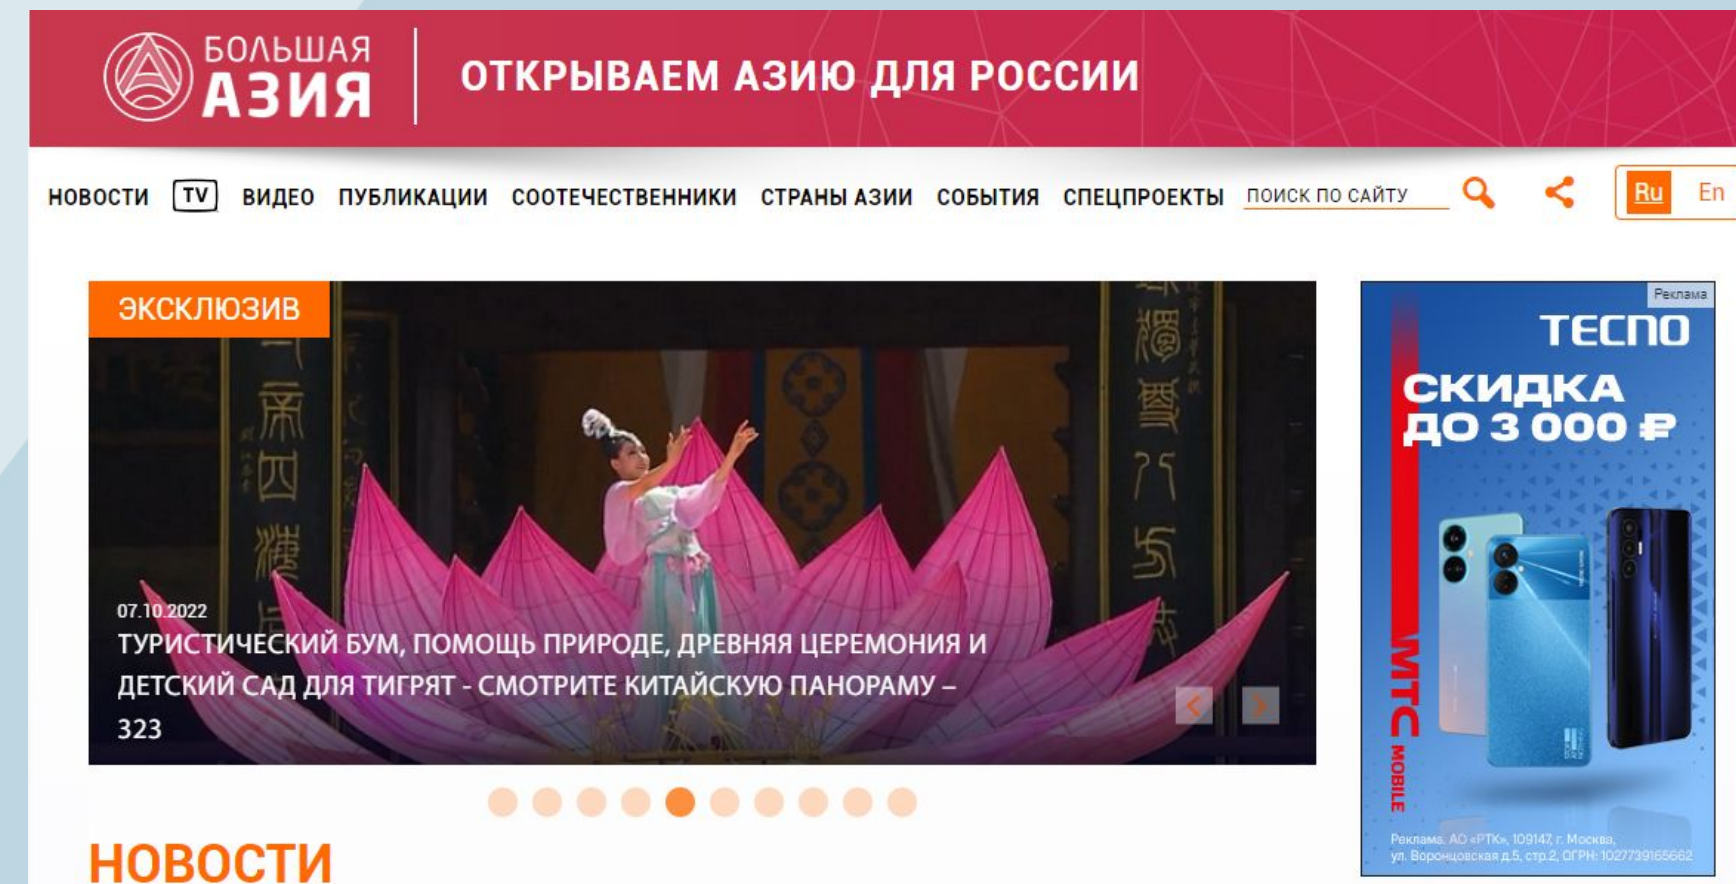 БОЛЬШАЯ
АЗИЯ
ОТКРЫВАЕМ АЗИЮ ДЛЯ РОССИИ
НОВОСТИ TV ВИДЕО ПУБЛИКАЦИИ СООТЕЧЕСТВЕННИКИ СТРАНЫ АЗИИ СОБЫТИЯ СПЕЦПРОЕКТЫ ПОИСК ПО САЙТУ Ru En
ЭКСКЛЮЗИВ
07.10.2022
ТУРИСТИЧЕСКИЙ БУМ, ПОМОЩЬ ПРИРОДЕ, ДРЕВНЯЯ ЦЕРЕМОНИЯ И
ДЕТСКИЙ САД ДЛЯ ТИГРЯТ - СМОТРИТЕ КИТАЙСКУЮ ПАНОРАМУ –
323
Реклама
TECNO
СКИДКА
ДО 3 000 ₽
МТС MOBILE
Реклама. АО «РТК», 109147, г. Москва,
ул. Воронцовская д.5, стр.2, ОГРН: 1027739165662
НОВОСТИ